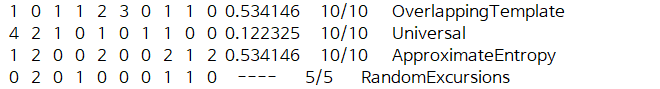 1 0 1 1 2 3 0 1 1 0 0.534146 10/10 OverlappingTemplate
4 2 1 0 1 0 1 1 0 0 0.122325 10/10 Universal
1 2 0 0 2 0 0 2 1 2 0.534146 10/10 ApproximateEntropy
0 2 0 1 0 0 0 1 1 0 ---- 5/5 RandomExcursions